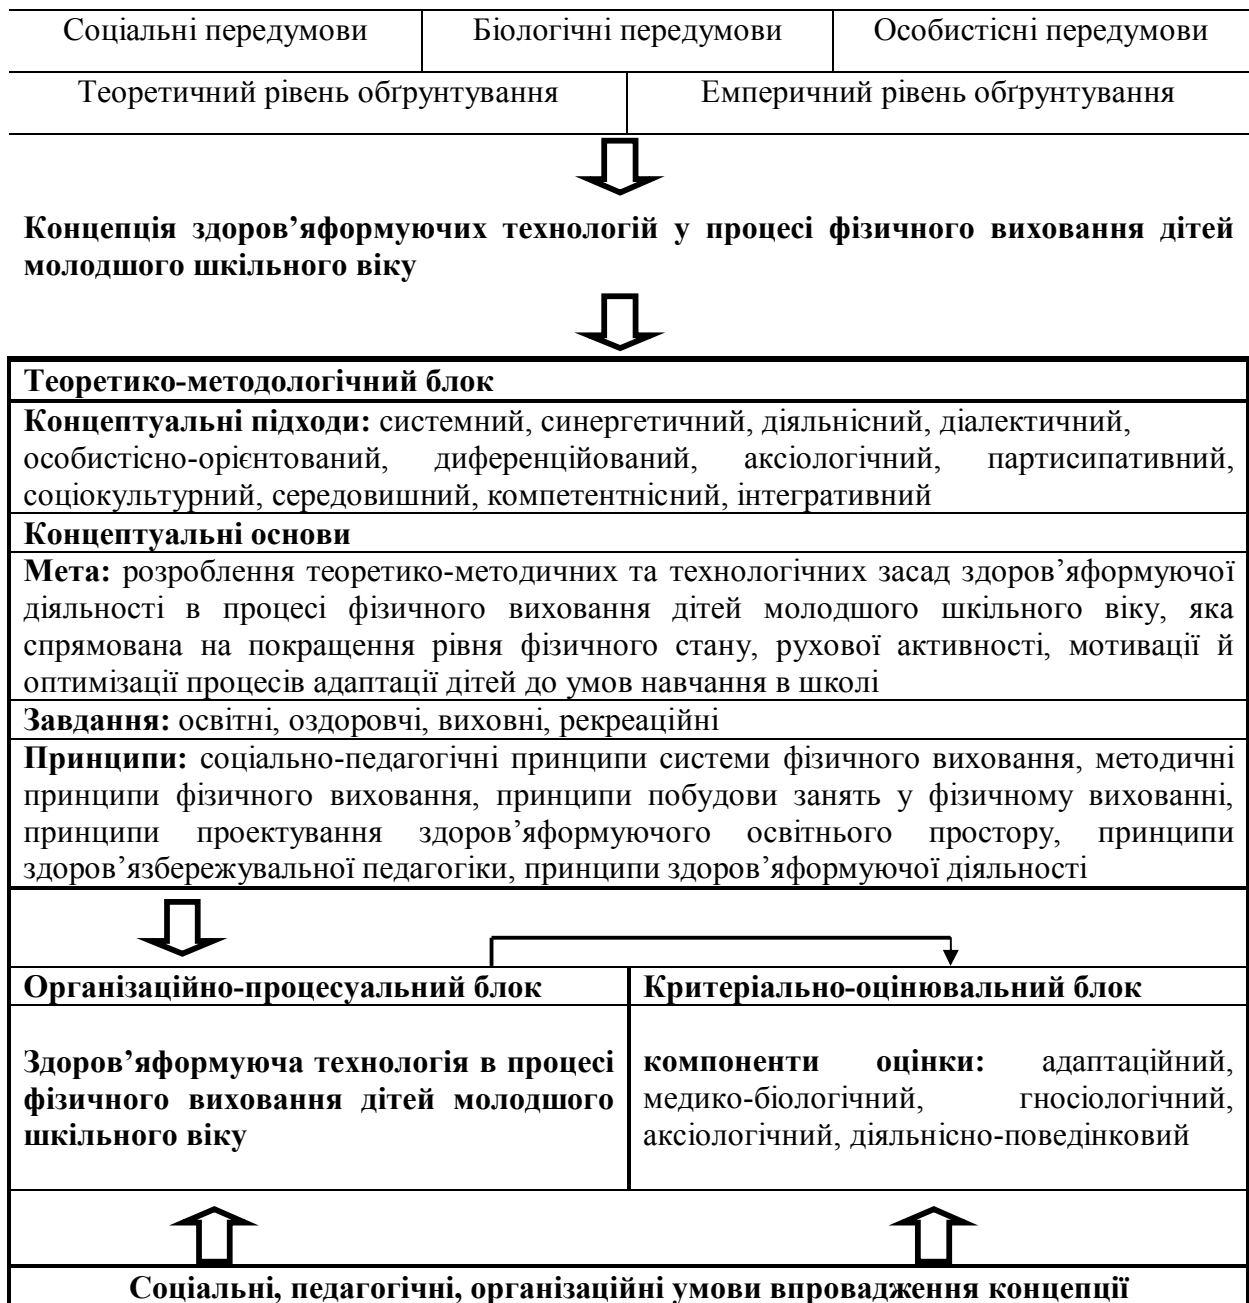 Соціальні передумови
Біологічні передумови
Особистісні передумови
Теоретичний рівень обґрунтування
Емперичний рівень обґрунтування
Концепція здоров’яформуючих технологій у процесі фізичного виховання дітей
молодшого шкільного віку
Теоретико-методологічний блок
Концептуальні підходи: системний, синергетичний, діяльнісний, діалектичний,
особистісно-орієнтований, диференційований, аксіологічний, партисипативний,
соціокультурний, середовишний, компетентнісний, інтегративний
Концептуальні основи
Мета: розроблення теоретико-методичних та технологічних засад здоров’яформуючої
діяльності в процесі фізичного виховання дітей молодшого шкільного віку, яка
спрямована на покращення рівня фізичного стану, рухової активності, мотивації й
оптимізації процесів адаптації дітей до умов навчання в школі
Завдання: освітні, оздоровчі, виховні, рекреаційні
Принципи: соціально-педагогічні принципи системи фізичного виховання, методичні
принципи фізичного виховання, принципи побудови занять у фізичному вихованні,
принципи проектування здоров’яформуючого освітнього простору, принципи
здоров’язбережувальної педагогіки, принципи здоров’яформуючої діяльності
Організаційно-процесуальний блок
Здоров’яформуюча технологія в процесі
фізичного виховання дітей молодшого
шкільного віку
Критеріально-оцінювальний блок
компоненти оцінки: адаптаційний,
медико-біологічний, гносіологічний,
аксіологічний, діяльнісно-поведінковий
Соціальні, педагогічні, організаційні умови впровадження концепції